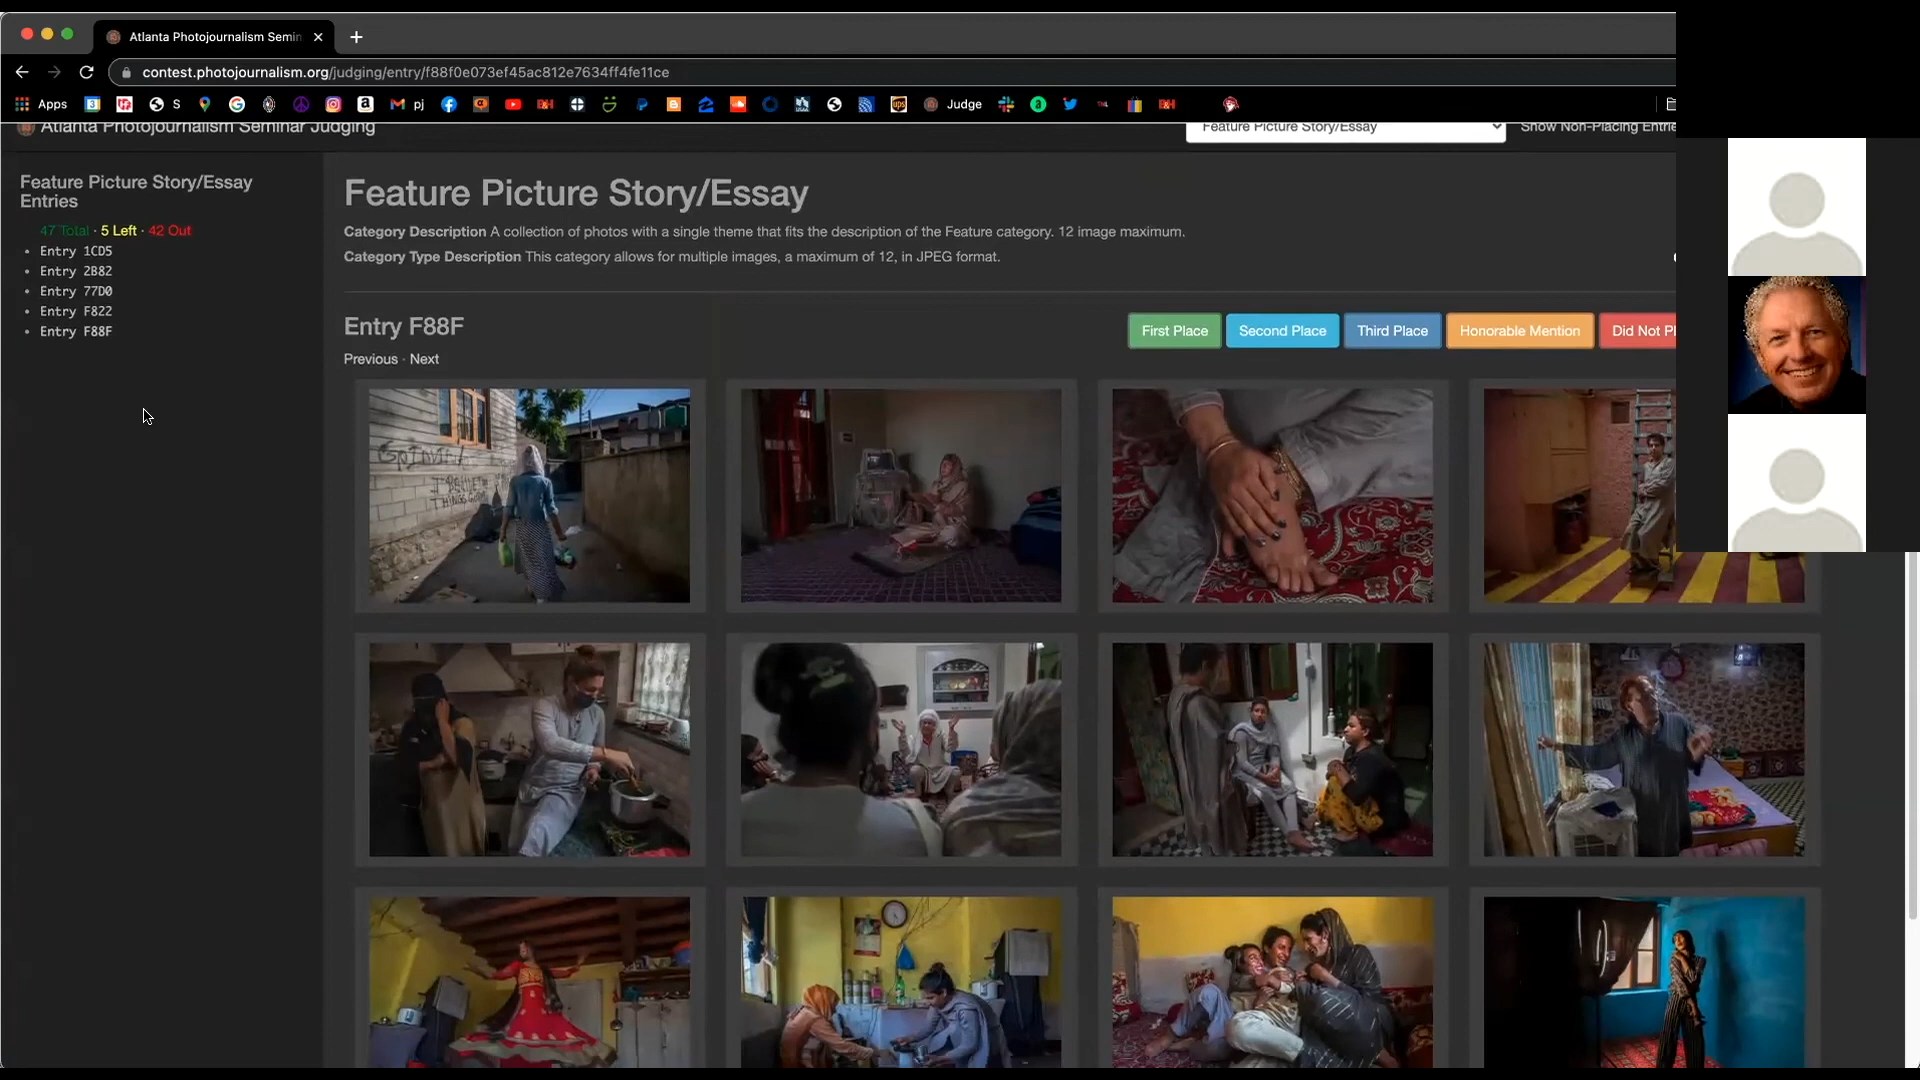 Atlanta Photojournalism Semin
contest.photojournalism.org/judging/entry/f88f0e073ef45ac812e7634ff4fe11ce
Apps
S
pj
Judge
Atlanta Photojournalism Seminar Judging
Feature Picture Story/Essay
Show Non-Placing Entrie
Feature Picture Story/Essay
Entries
47 Total · 5 Left · 42 Out
Entry 1CD5
Entry 2B82
Entry 77D0
Entry F822
Entry F88F
Feature Picture Story/Essay
Category Description A collection of photos with a single theme that fits the description of the Feature category. 12 image maximum.
Category Type Description This category allows for multiple images, a maximum of 12, in JPEG format.
Entry F88F
First Place
Second Place
Third Place
Honorable Mention
Did Not Pl
Previous · Next